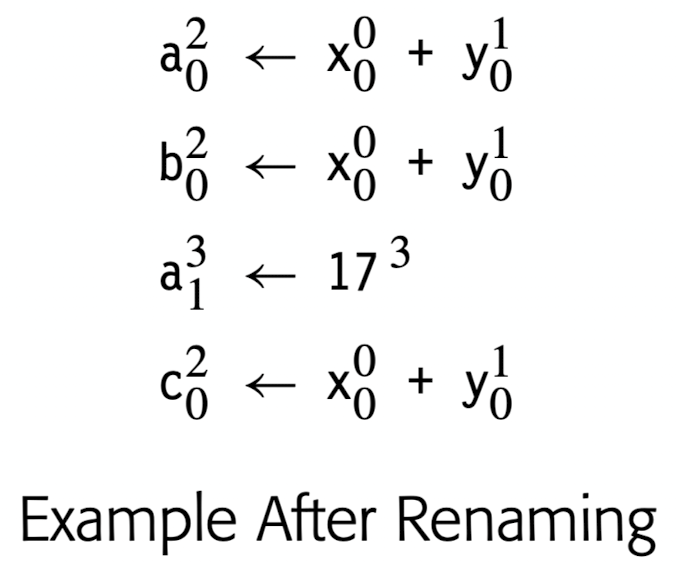 a₀² ← x₀⁰ + y₀¹
b₀² ← x₀⁰ + y₀¹
a₁³ ← 17³
c₀² ← x₀⁰ + y₀¹
Example After Renaming